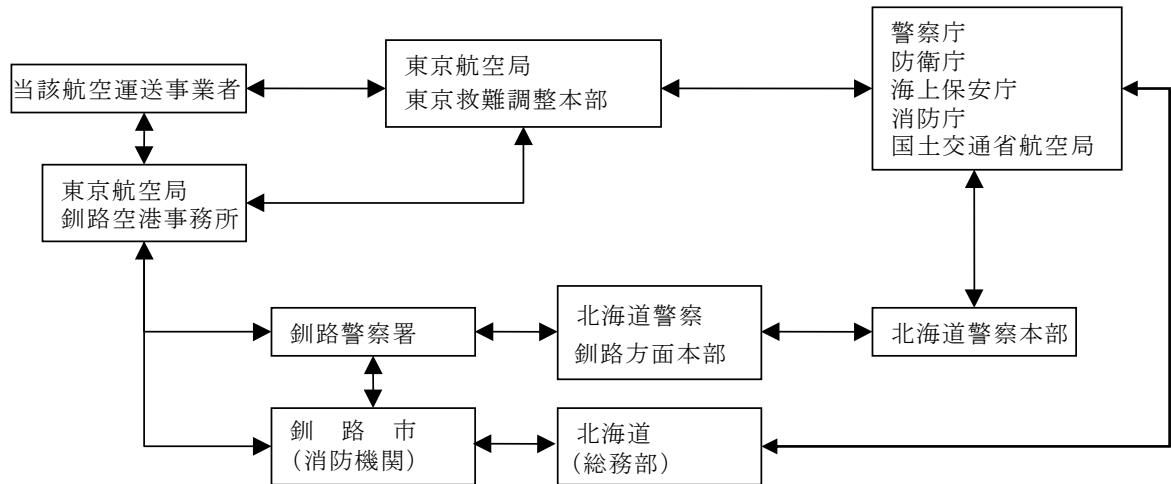 当該航空運送事業者
東京航空局
東京救難調整本部
警察庁
防衛庁
海上保安庁
消防庁
国土交通省航空局
東京航空局
釧路空港事務所
釧路警察署
北海道警察
釧路方面本部
北海道警察本部
釧　路　市
（消防機関）
北海道
（総務部）